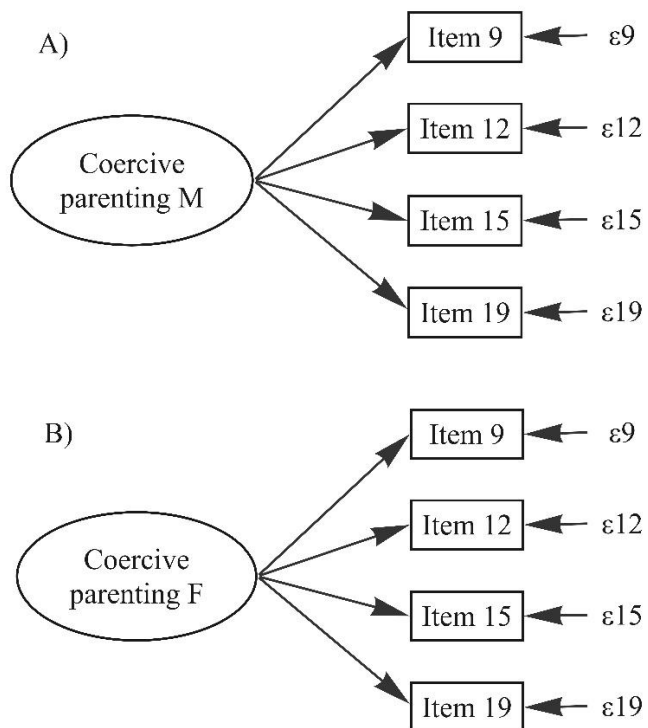 A)
Item 9
ε9
Item 12
ε12
Coercive
parenting M
Item 15
ε15
Item 19
ε19
B)
Item 9
ε9
Item 12
ε12
Coercive
parenting F
Item 15
ε15
Item 19
ε19